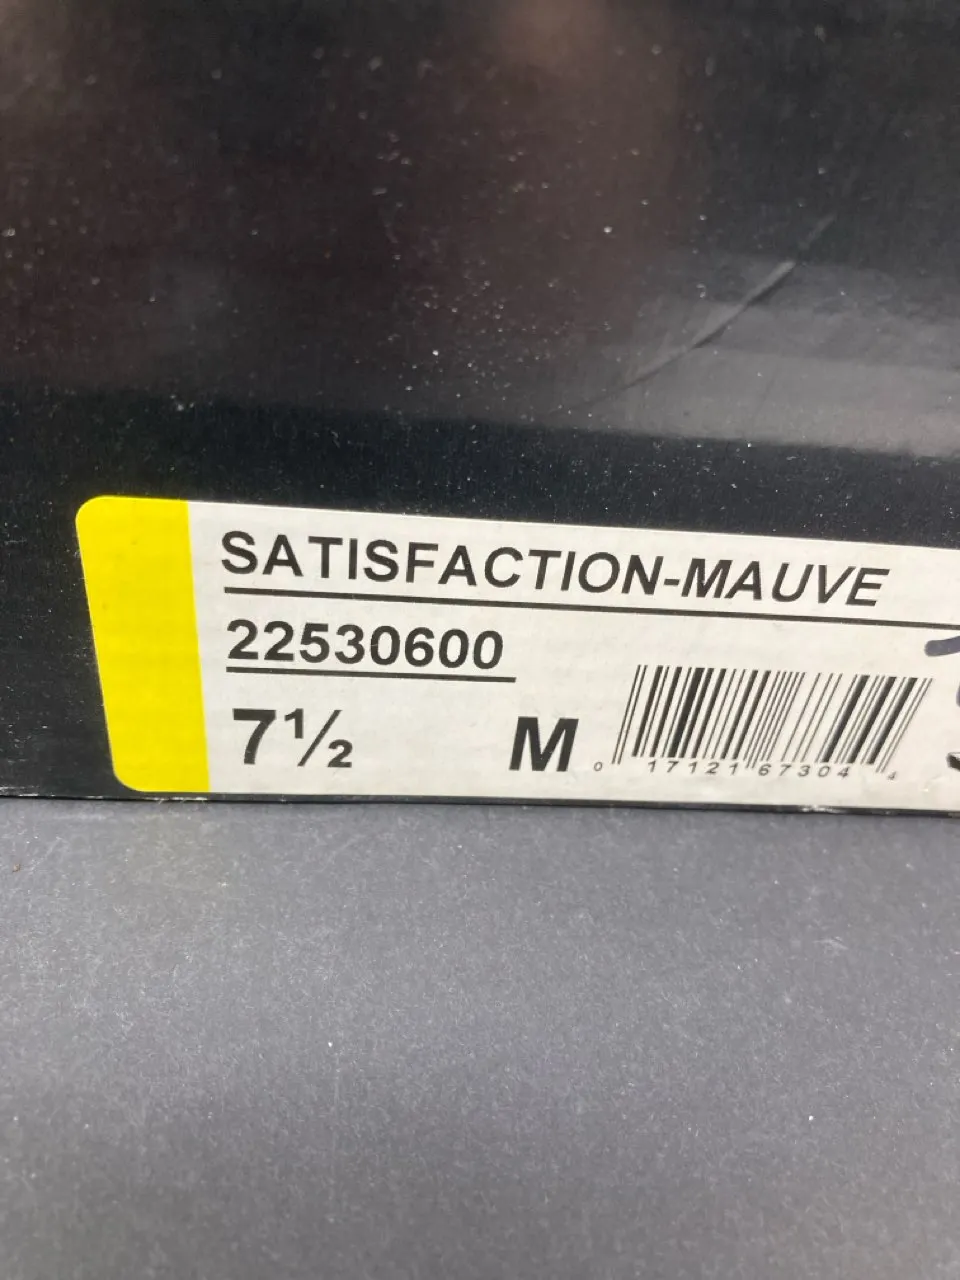 SATISFACTION-MAUVE
22530600
7½ M
0 17121 67304 4